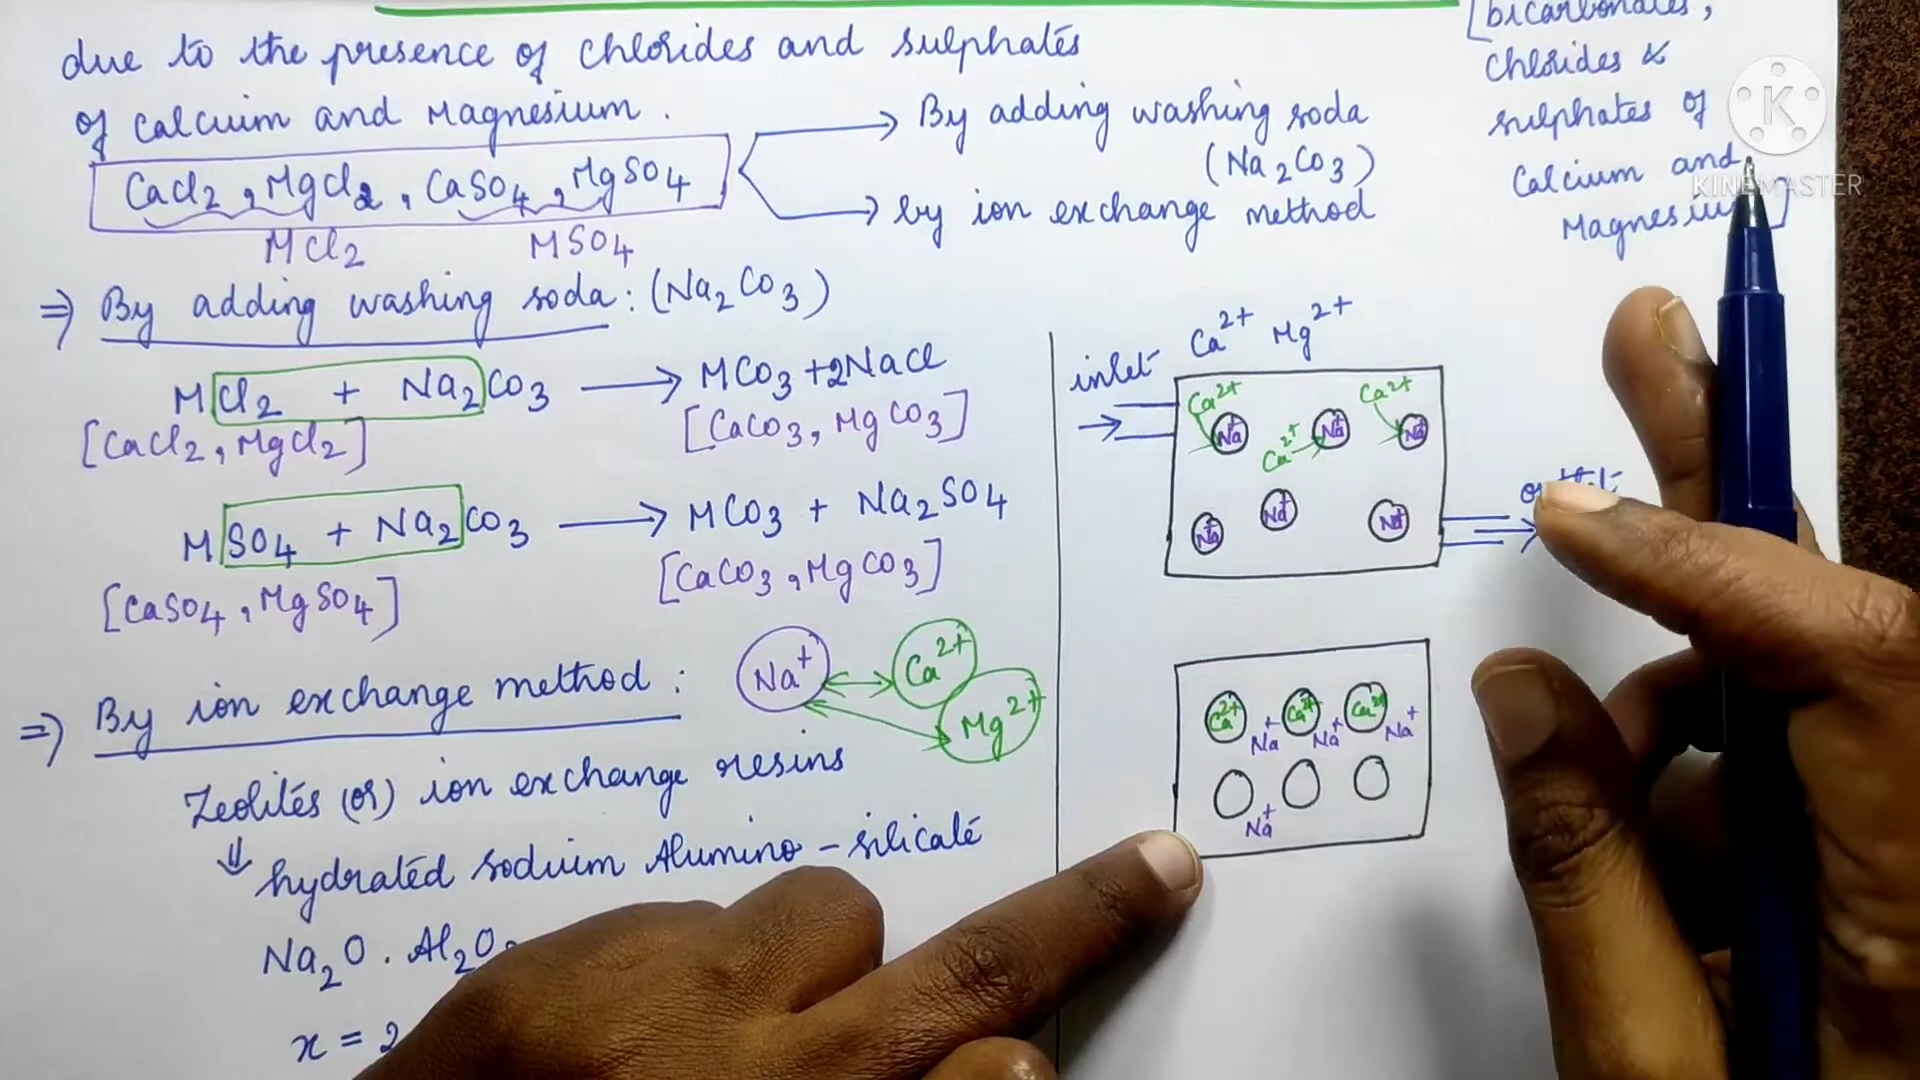 due to the presence of chlorides and sulphates
of calcium and Magnesium.
CaCl2, MgCl2, CaSO4, MgSO4
MCl2 MSO4
By adding washing soda
(Na2CO3)
by ion exchange method
bicarbonates,
chlorides &
sulphates of
Calcium and
K
KINEMASTER
⇒ By adding washing soda: (Na2CO3)
MCl2 + Na2CO3 → MCO3 + 2NaCl
[CaCl2, MgCl2] [CaCO3, MgCO3]
MSO4 + Na2CO3 → MCO3 + Na2SO4
[CaSO4, MgSO4] [CaCO3, MgCO3]
⇒ By ion exchange method:
Na+ Ca2+
Mg2+
Zeolites (or) ion exchange resins
⇓ hydrated sodium Alumino-silicate
Na2O . Al2O
x = 2
Ca2+ Mg2+
inlet
Ca2+ Ca2+
Na+ Ca2+ Na+ Na+
Na+ Na+ Na+
Ca2+ Ca2+ Ca2+
Na+ Na+ Na+
Na+